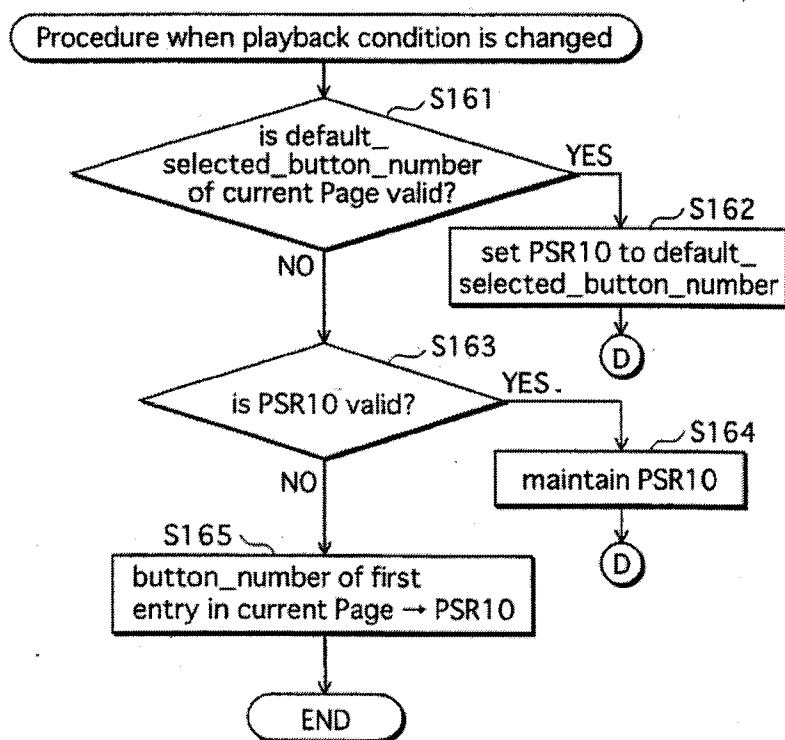 Procedure when playback condition is changed
S161
is default_
selected_button_number
of current Page valid?
YES
S162
set PSR10 to default_
selected_button_number
D
NO
S163
is PSR10 valid?
YES
S164
maintain PSR10
D
NO
S165
button_number of first
entry in current Page → PSR10
END